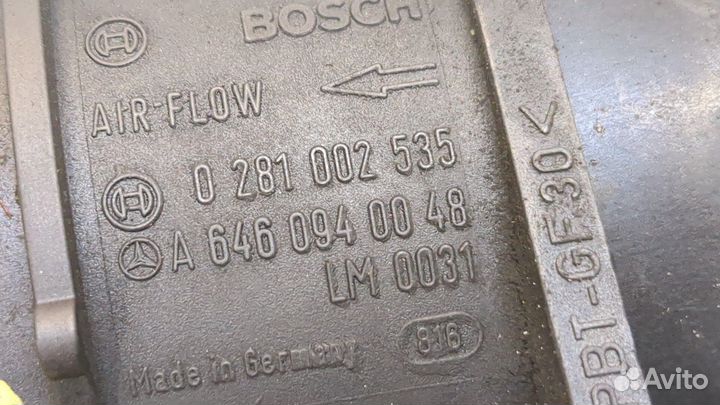 BOSCH
AIR-FLOW
0 281 002 535
A 646 094 00 48
LM 0031
Made in Germany
816
PBT-GF30<
Avito